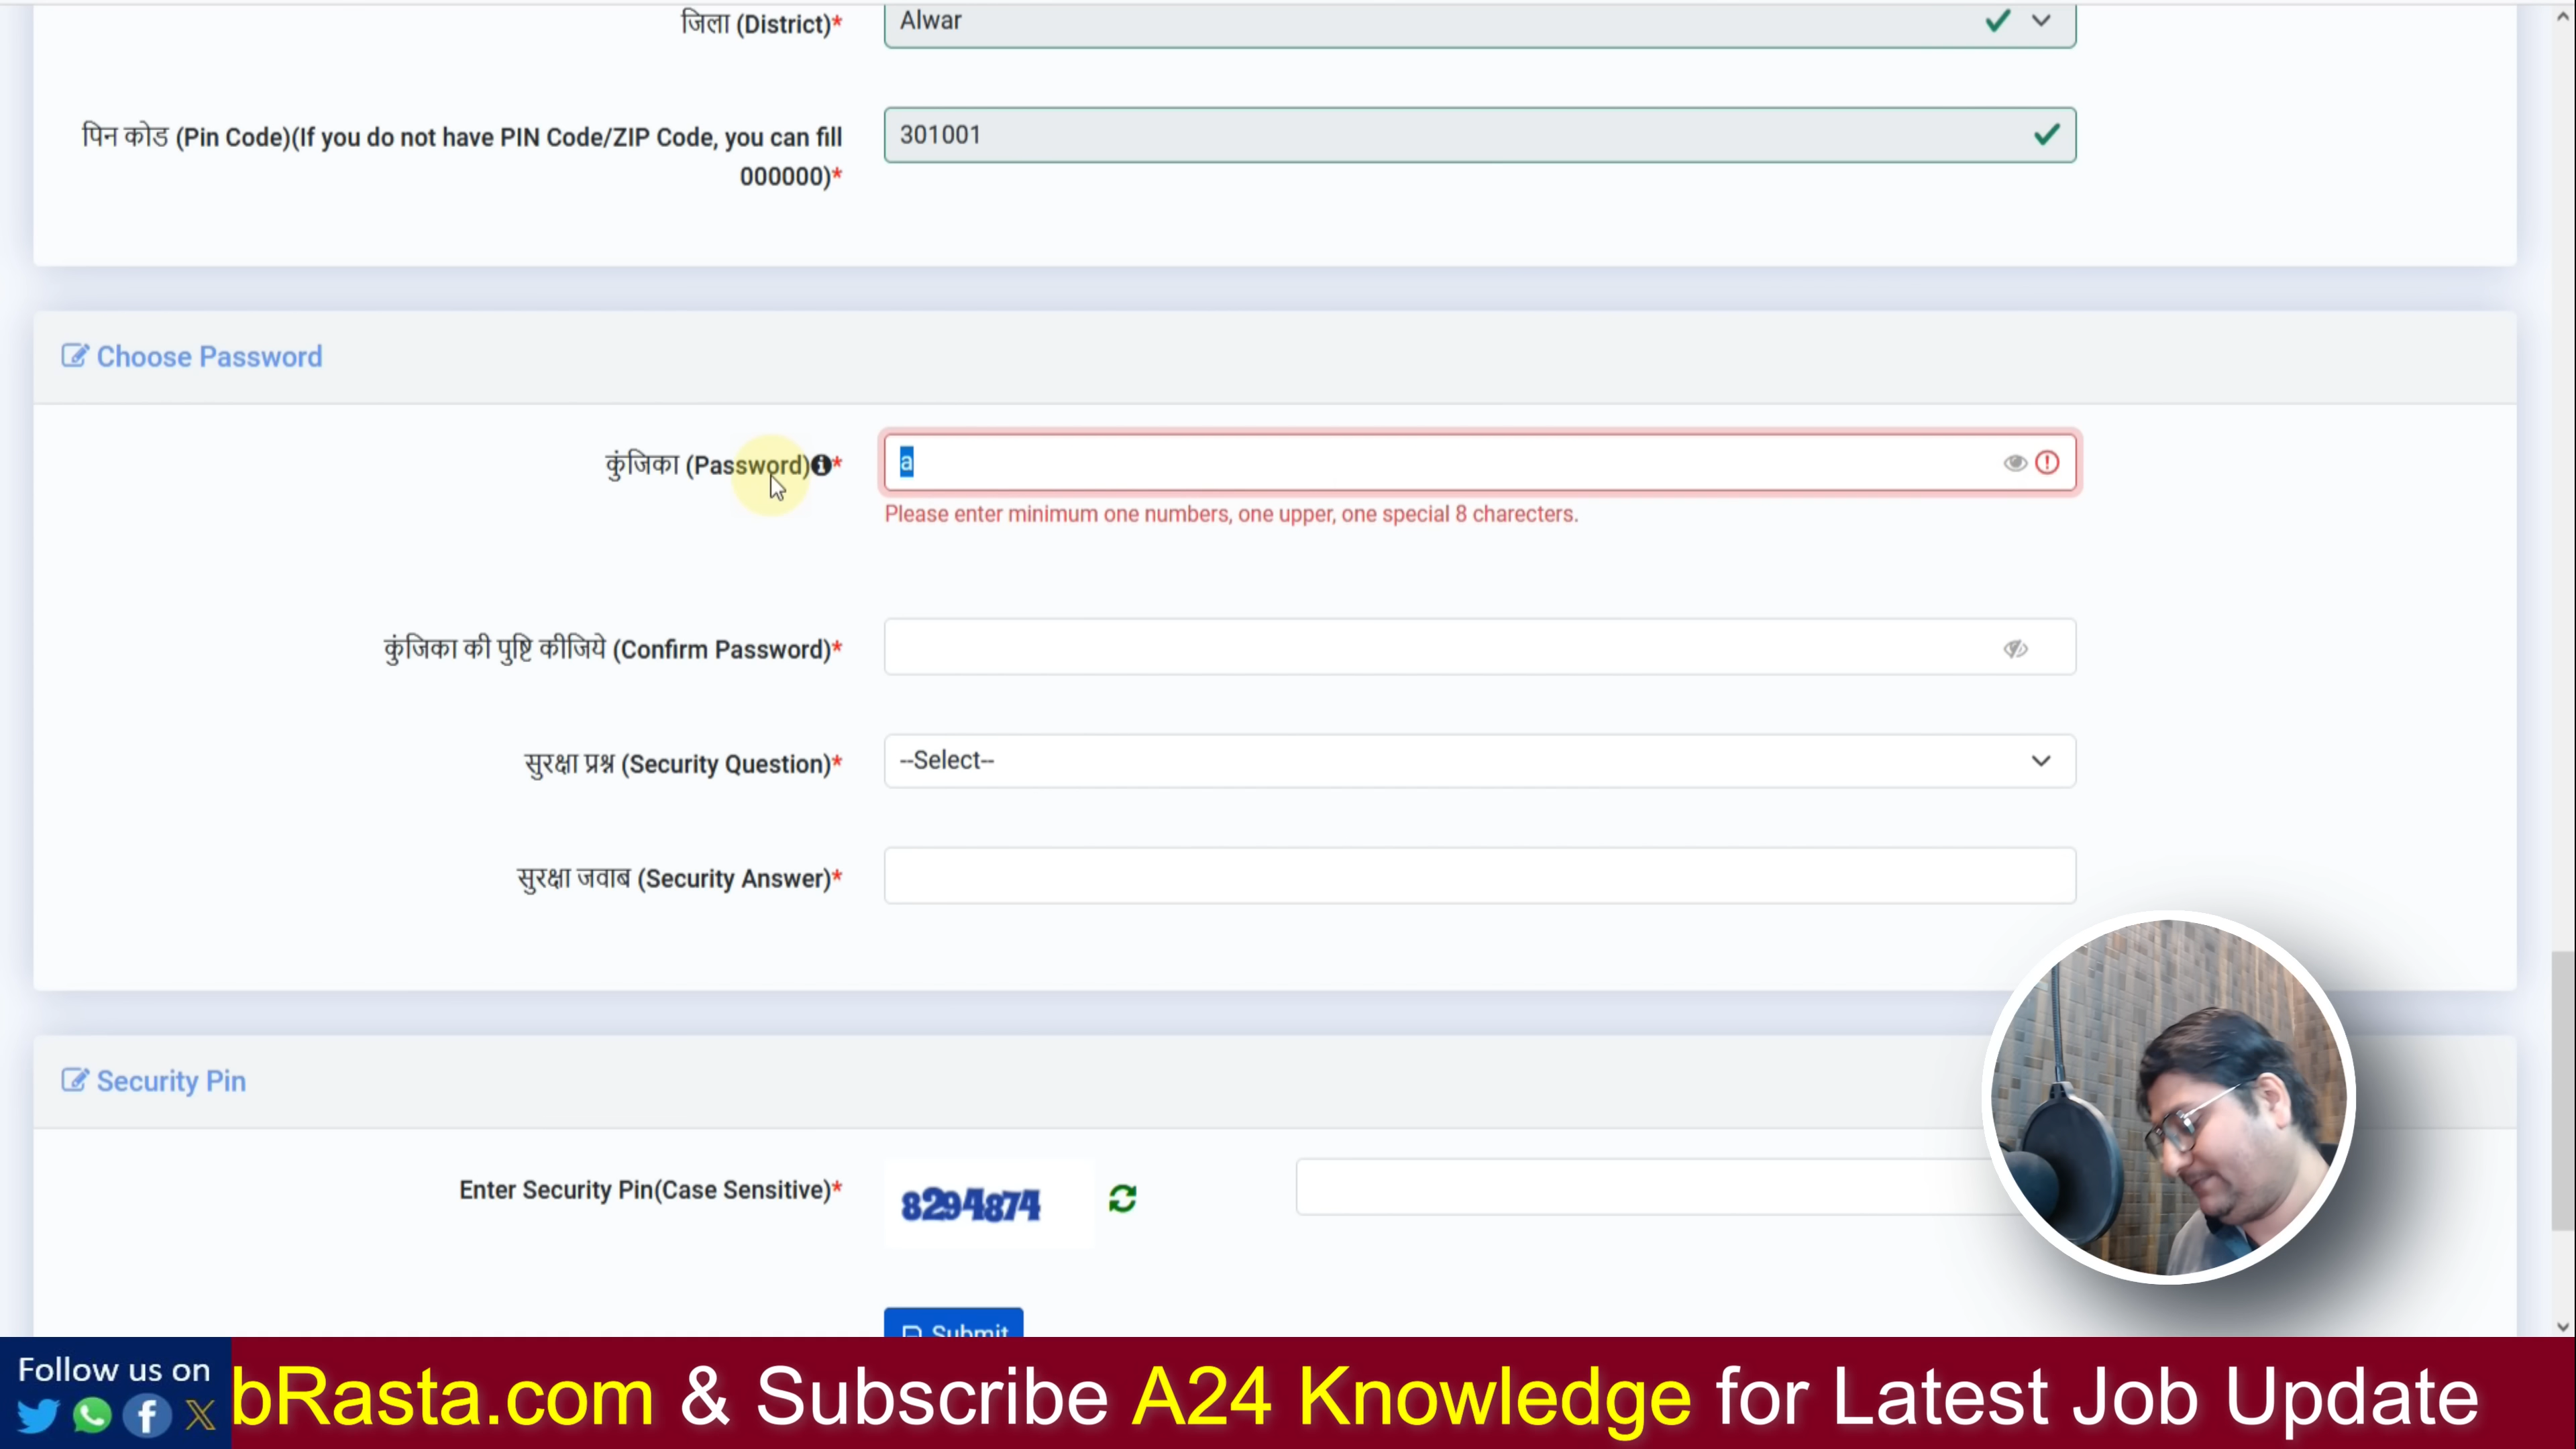 जिला (District)*
Alwar
पिन कोड (Pin Code)(If you do not have PIN Code/ZIP Code, you can fill
000000)*
301001
Choose Password
कुंजिका (Password)*
a
Please enter minimum one numbers, one upper, one special 8 charecters.
कुंजिका की पुष्टि कीजिये (Confirm Password)*
सुरक्षा प्रश्न (Security Question)*
--Select--
सुरक्षा जवाब (Security Answer)*
Security Pin
Enter Security Pin(Case Sensitive)*
8294874
Submit
Follow us on
bRasta.com & Subscribe A24 Knowledge for Latest Job Update